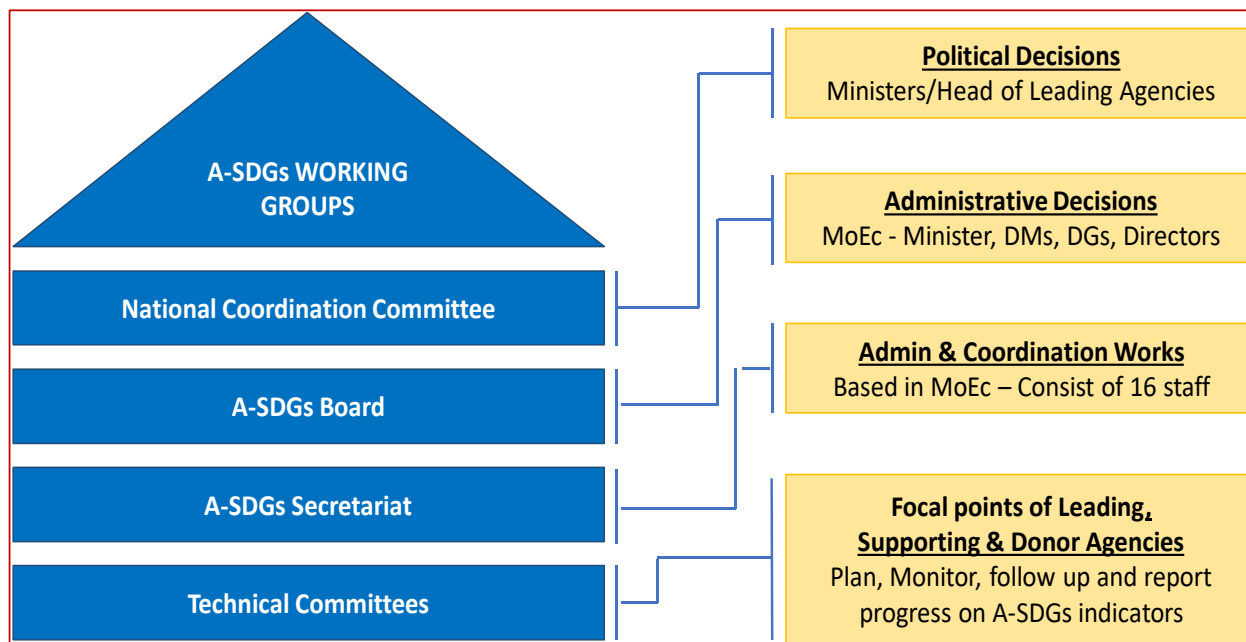 A-SDGs WORKING
GROUPS
National Coordination Committee
A-SDGs Board
A-SDGs Secretariat
Technical Committees
Political Decisions
Ministers/Head of Leading Agencies
Administrative Decisions
MoEc - Minister, DMs, DGs, Directors
Admin & Coordination Works
Based in MoEc – Consist of 16 staff
Focal points of Leading,
Supporting & Donor Agencies
Plan, Monitor, follow up and report
progress on A-SDGs indicators